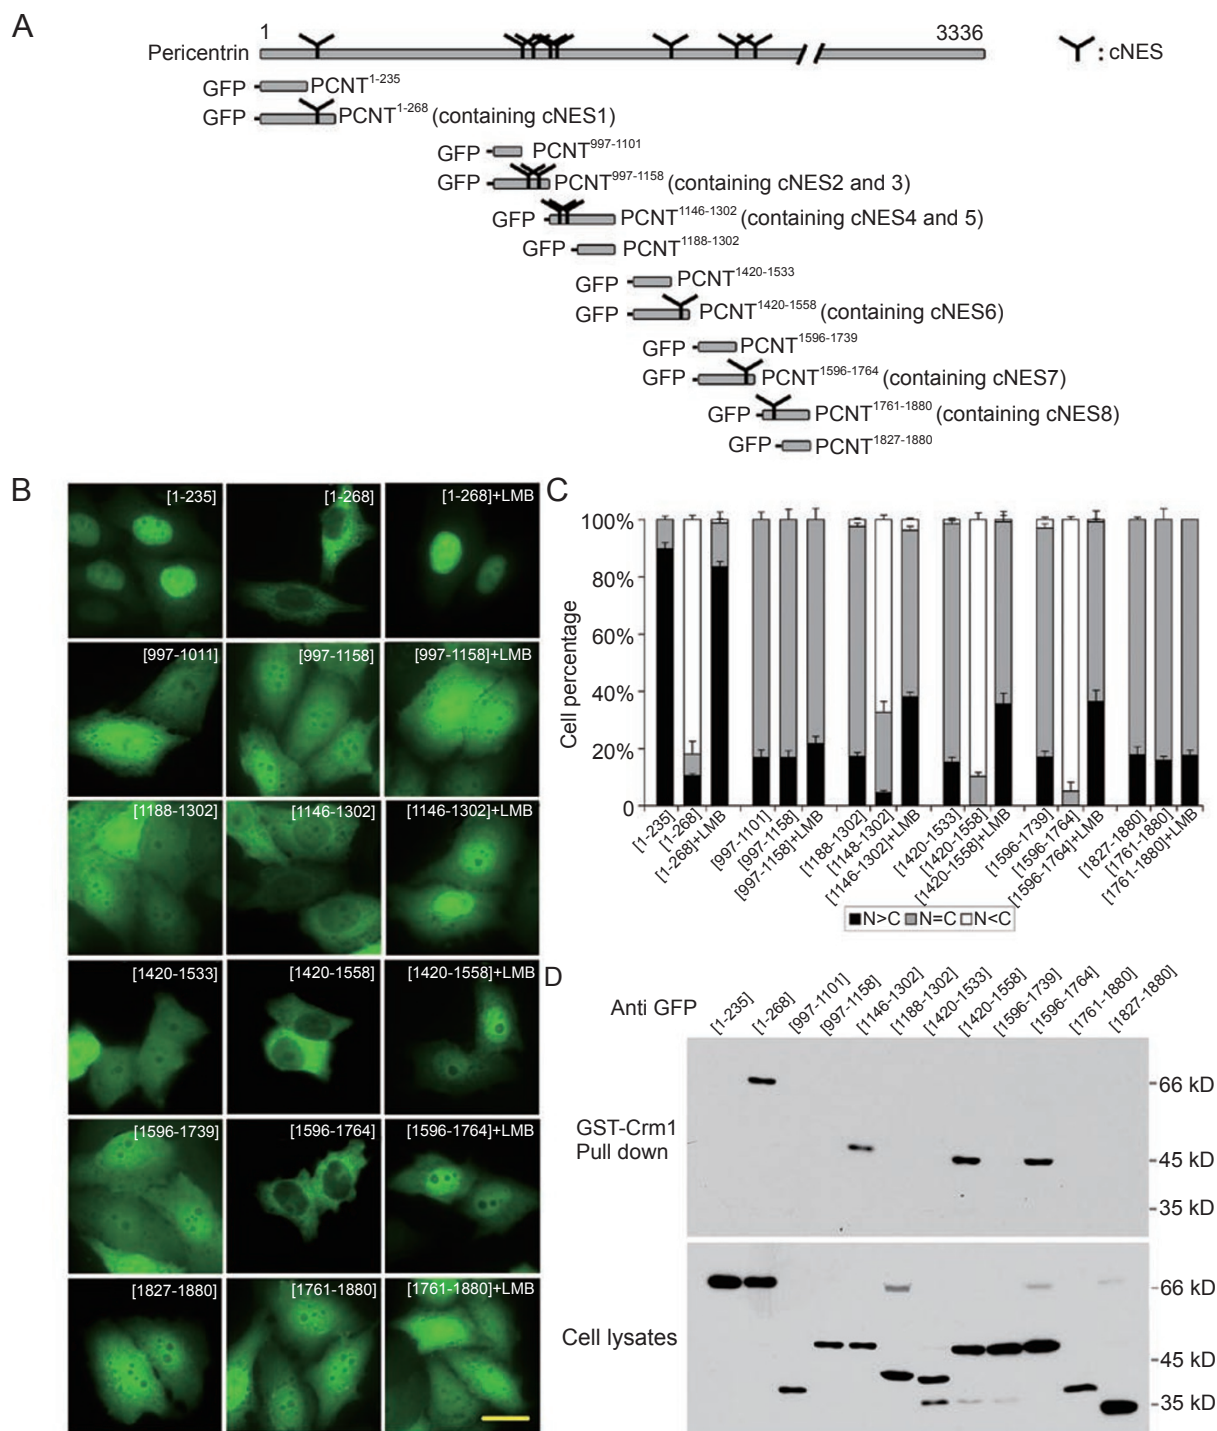 A
1
3336
Pericentrin
: cNES
GFP PCNT1-235
GFP PCNT1-268 (containing cNES1)
GFP PCNT997-1101
GFP PCNT997-1158 (containing cNES2 and 3)
GFP PCNT1146-1302 (containing cNES4 and 5)
GFP PCNT1188-1302
GFP PCNT1420-1533
GFP PCNT1420-1558 (containing cNES6)
GFP PCNT1596-1739
GFP PCNT1596-1764 (containing cNES7)
GFP PCNT1761-1880 (containing cNES8)
GFP PCNT1827-1880
B
[1-235] [1-268] [1-268]+LMB
[997-1011] [997-1158] [997-1158]+LMB
[1188-1302] [1146-1302] [1146-1302]+LMB
[1420-1533] [1420-1558] [1420-1558]+LMB
[1596-1739] [1596-1764] [1596-1764]+LMB
[1827-1880] [1761-1880] [1761-1880]+LMB
C
Cell percentage
100%
80%
60%
40%
20%
0
[1-235]
[1-268]
[1-268]+LMB
[997-1101]
[997-1158]
[997-1158]+LMB
[1188-1302]
[1148-1302]
[1146-1302]+LMB
[1420-1533]
[1420-1558]
[1420-1558]+LMB
[1596-1739]
[1596-1764]
[1596-1764]+LMB
[1827-1880]
[1761-1880]
[1761-1880]+LMB
N>C N=C N<C
D
Anti GFP
[1-235]
[1-268]
[997-1101]
[997-1158]
[1146-1302]
[1188-1302]
[1420-1533]
[1420-1558]
[1596-1739]
[1596-1764]
[1761-1880]
[1827-1880]
GST-Crm1
Pull down
66 kD
45 kD
35 kD
Cell lysates
66 kD
45 kD
35 kD